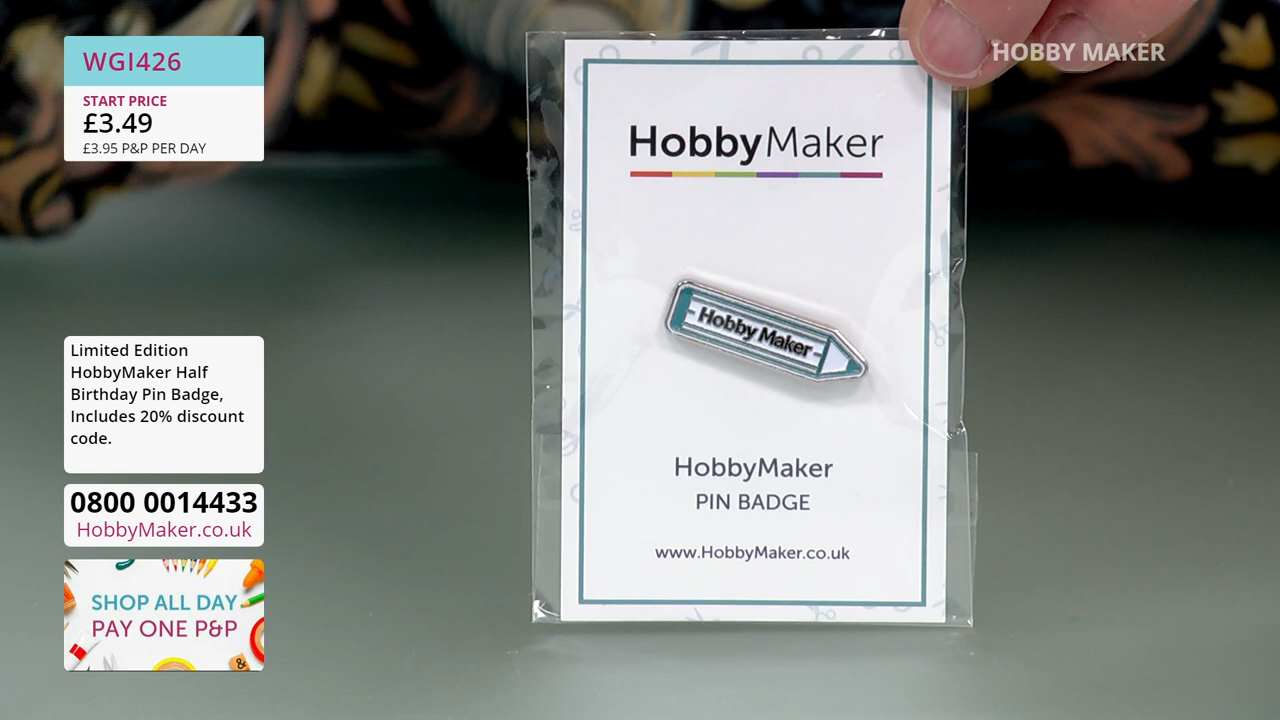 WGI426
START PRICE
£3.49
£3.95 P&P PER DAY
Limited Edition
HobbyMaker Half
Birthday Pin Badge,
Includes 20% discount
code.
0800 0014433
HobbyMaker.co.uk
SHOP ALL DAY
PAY ONE P&P
&
HOBBY MAKER
HobbyMaker
Hobby Maker
HobbyMaker
PIN BADGE
www.HobbyMaker.co.uk